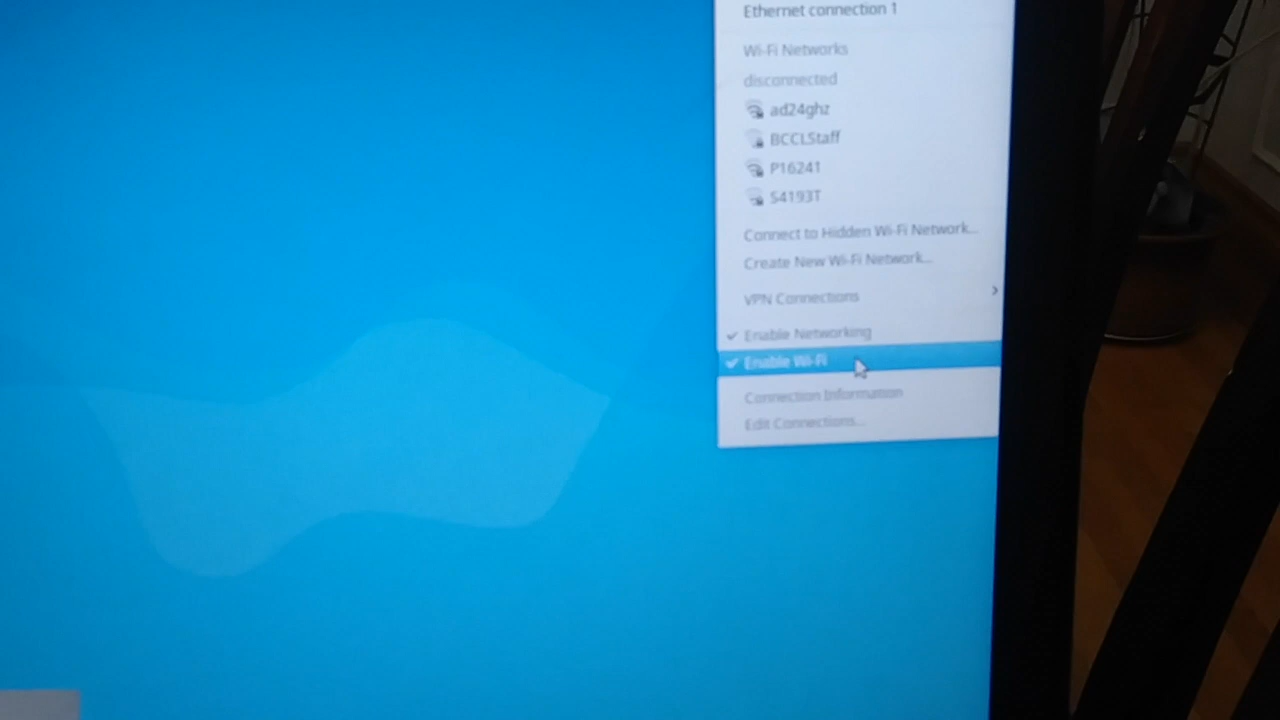 Ethernet connection 1
Wi-Fi Networks
disconnected
ad24ghz
BCCLStaff
P16241
S4193T
Connect to Hidden Wi-Fi Network...
Create New Wi-Fi Network...
VPN Connections
Enable Networking
Enable Wi-Fi
Connection Information
Edit Connections...